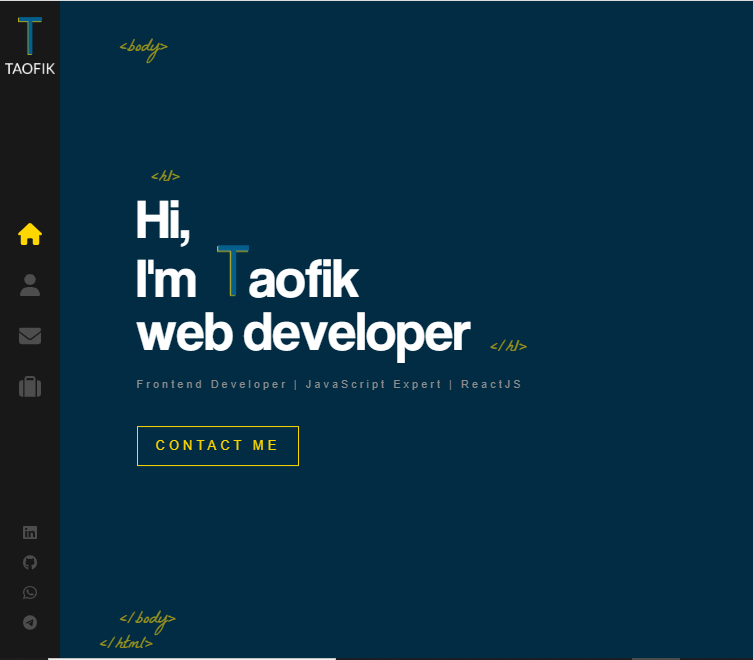 T
TAOFIK
<body>
<h1>
Hi,
I'm Taofik
web developer
</h1>
Frontend Developer | JavaScript Expert | ReactJS
CONTACT ME
</body>
</html>